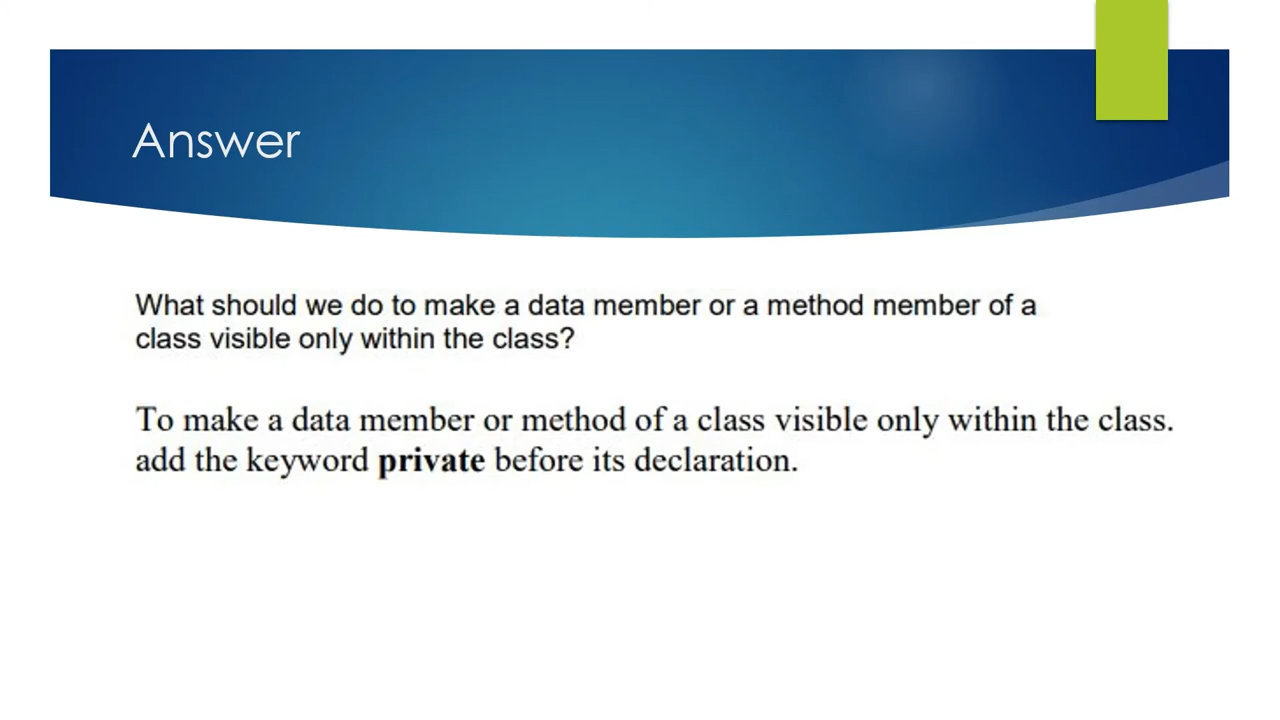 Answer
What should we do to make a data member or a method member of a
class visible only within the class?
To make a data member or method of a class visible only within the class.
add the keyword private before its declaration.